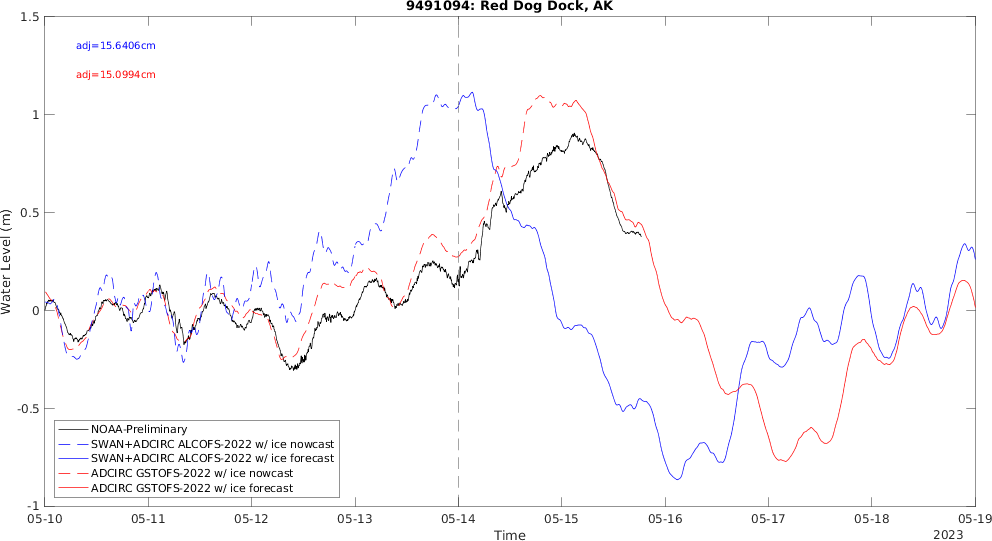 9491094: Red Dog Dock, AK
adj=15.6406cm
adj=15.0994cm
Water Level (m)
1.5
1
0.5
0
-0.5
-1
NOAA-Preliminary
SWAN+ADCIRC ALCOFS-2022 w/ ice nowcast
SWAN+ADCIRC ALCOFS-2022 w/ ice forecast
ADCIRC GSTOFS-2022 w/ ice nowcast
ADCIRC GSTOFS-2022 w/ ice forecast
05-10 05-11 05-12 05-13 05-14 05-15 05-16 05-17 05-18 05-19
Time
2023